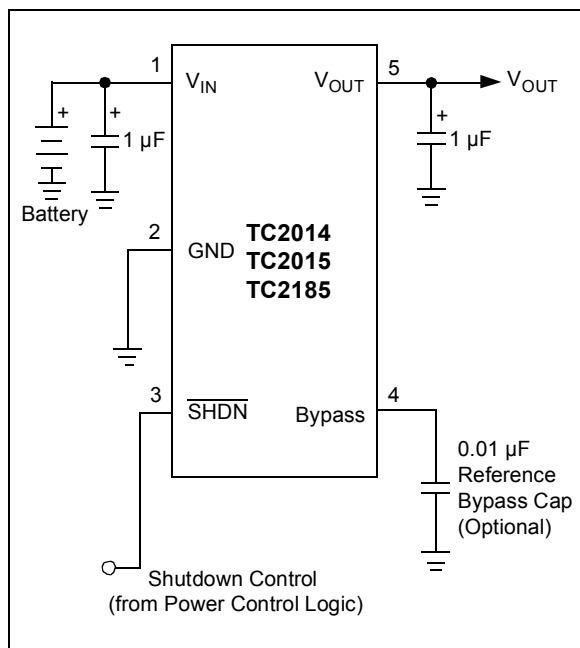 1
V_IN
V_OUT
5
V_OUT
+
+
1 µF
+
1 µF
Battery
2
GND
TC2014
TC2015
TC2185
3
SHDN
Bypass
4
0.01 µF
Reference
Bypass Cap
(Optional)
Shutdown Control
(from Power Control Logic)